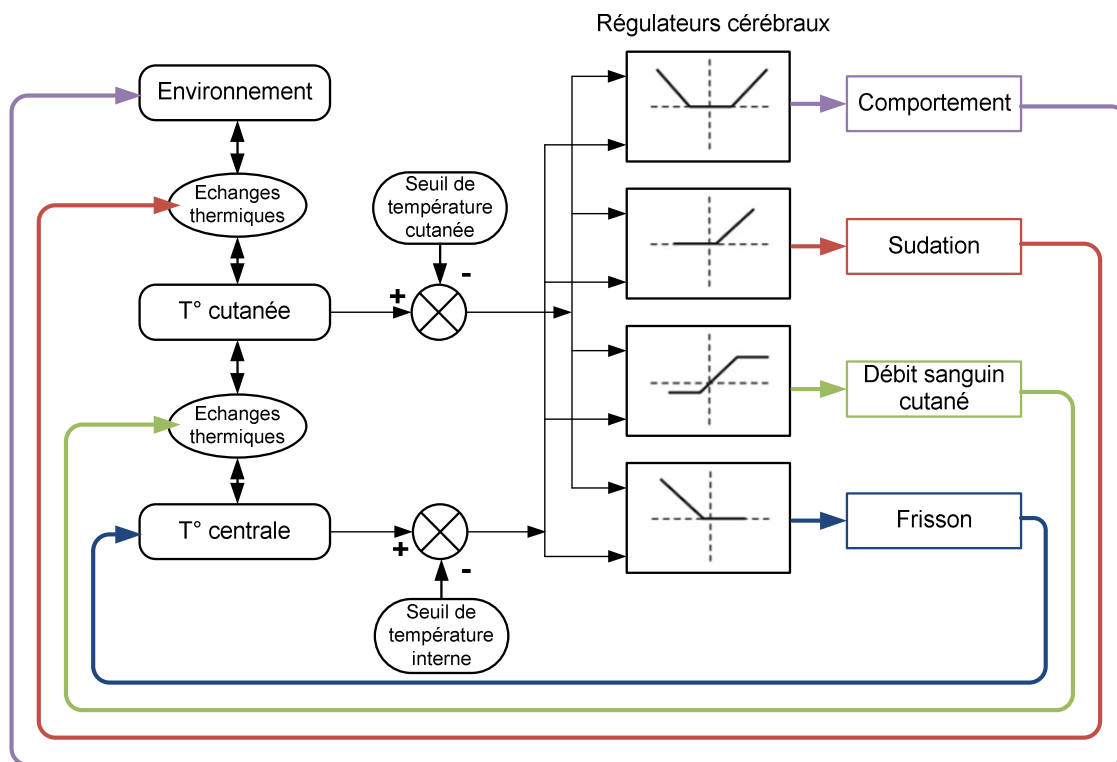 Régulateurs cérébraux
Environnement
Comportement
Echanges
thermiques
Seuil de
température
cutanée
-
Sudation
T° cutanée
+
Echanges
thermiques
Débit sanguin
cutané
T° centrale
+
-
Frisson
Seuil de
température
interne